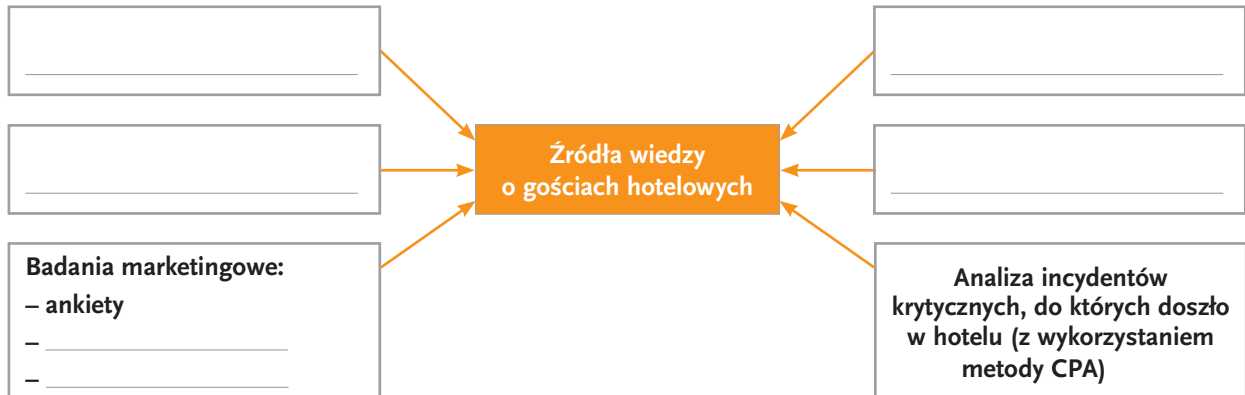 Źródła wiedzy
o gościach hotelowych
Badania marketingowe:
– ankiety
–
–
Analiza incydentów
krytycznych, do których doszło
w hotelu (z wykorzystaniem
metody CPA)